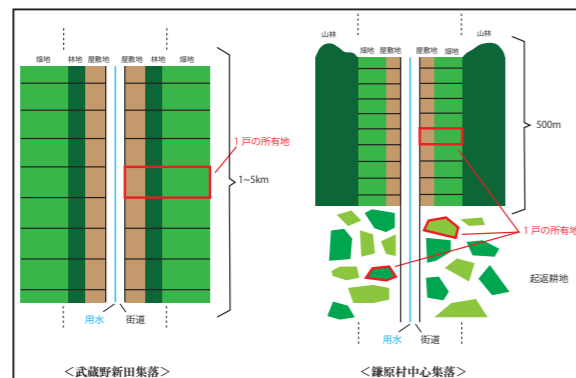 畑地 林地 屋敷地 屋敷地 林地 畑地
1戸の所有地
1~5km
用水 街道
<武蔵野新田集落>
山林 畑地 屋敷地 屋敷地 畑地 山林
500m
1戸の所有地
起返耕地
用水 街道
<鎌原村中心集落>